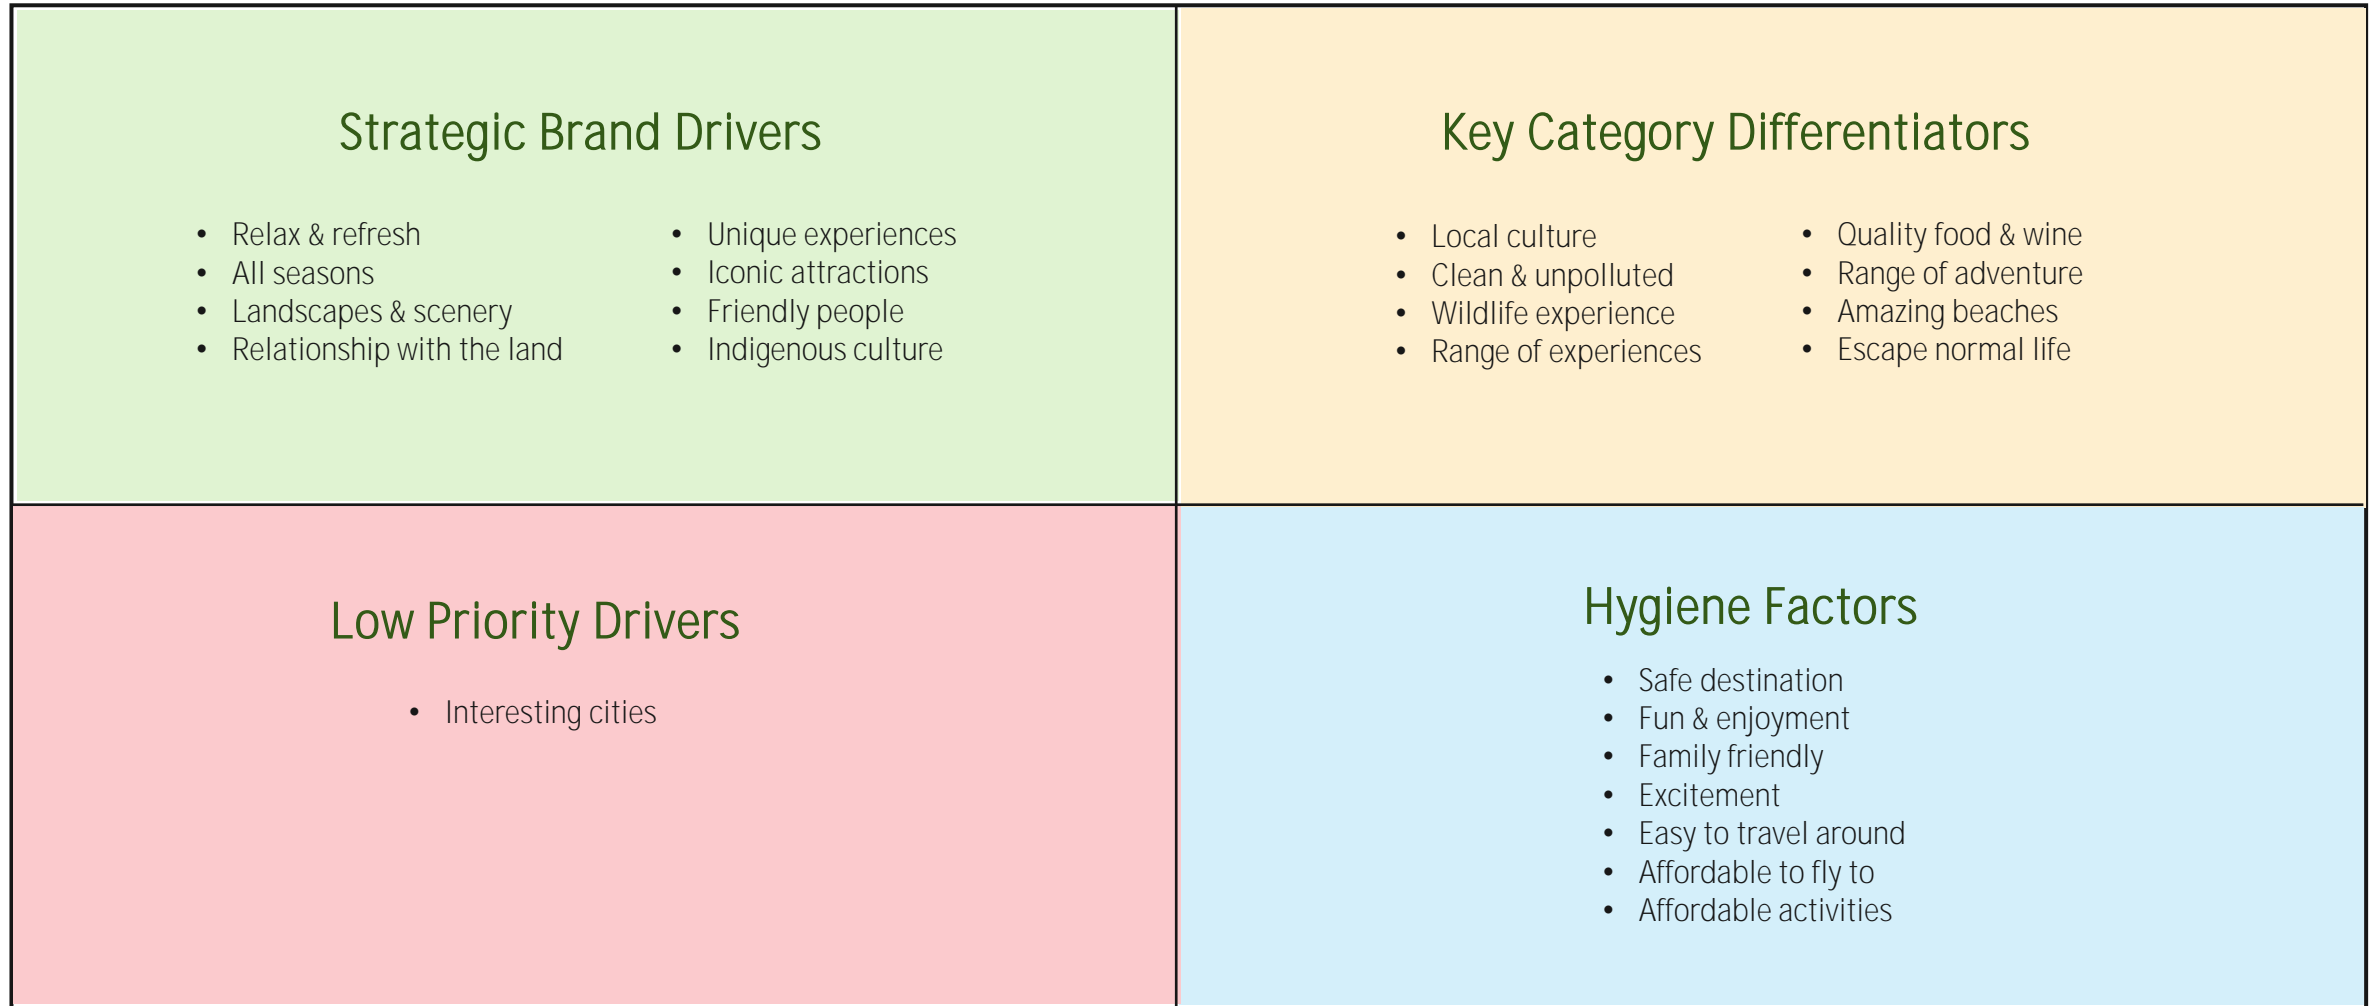 Strategic Brand Drivers
• Relax & refresh
• All seasons
• Landscapes & scenery
• Relationship with the land
• Unique experiences
• Iconic attractions
• Friendly people
• Indigenous culture
Key Category Differentiators
• Local culture
• Clean & unpolluted
• Wildlife experience
• Range of experiences
• Quality food & wine
• Range of adventure
• Amazing beaches
• Escape normal life
Low Priority Drivers
• Interesting cities
Hygiene Factors
• Safe destination
• Fun & enjoyment
• Family friendly
• Excitement
• Easy to travel around
• Affordable to fly to
• Affordable activities